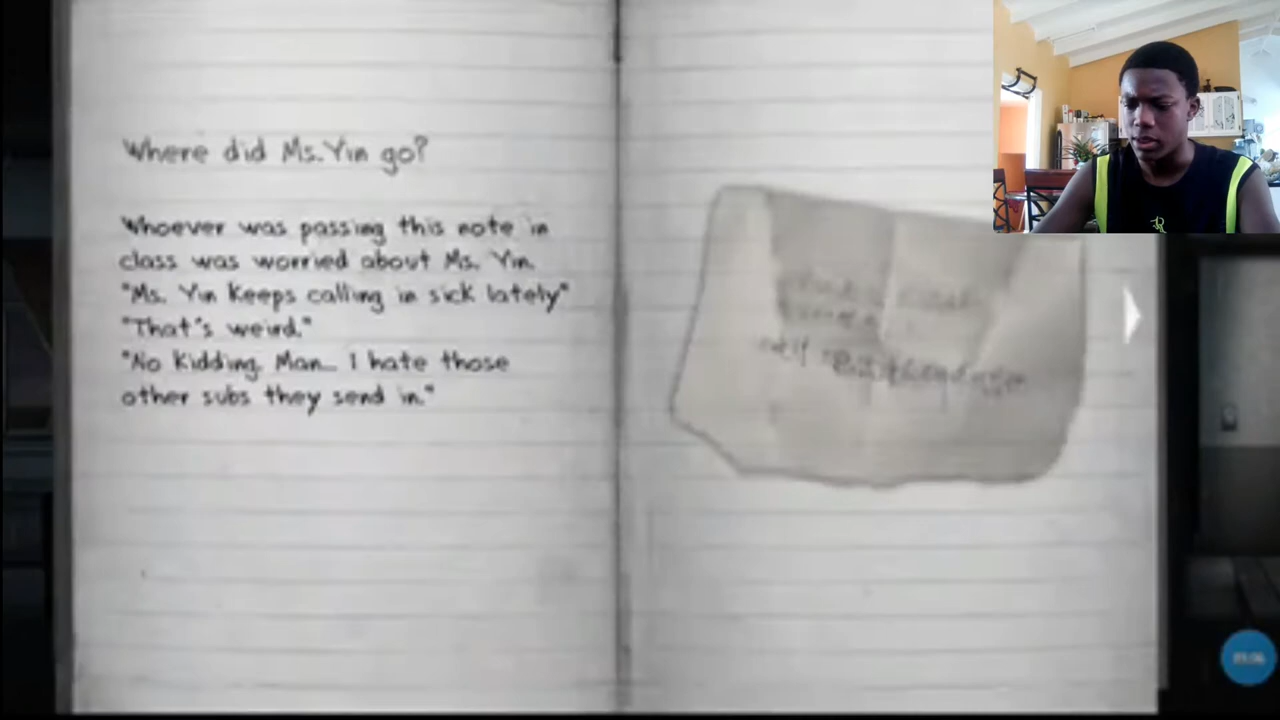 Where did Ms. Yin go?
Whoever was passing this note in
class was worried about Ms. Yin.
"Ms. Yin Keeps calling in sick lately"
"That's weird."
"No Kidding, Man... I hate those
other subs they send in."